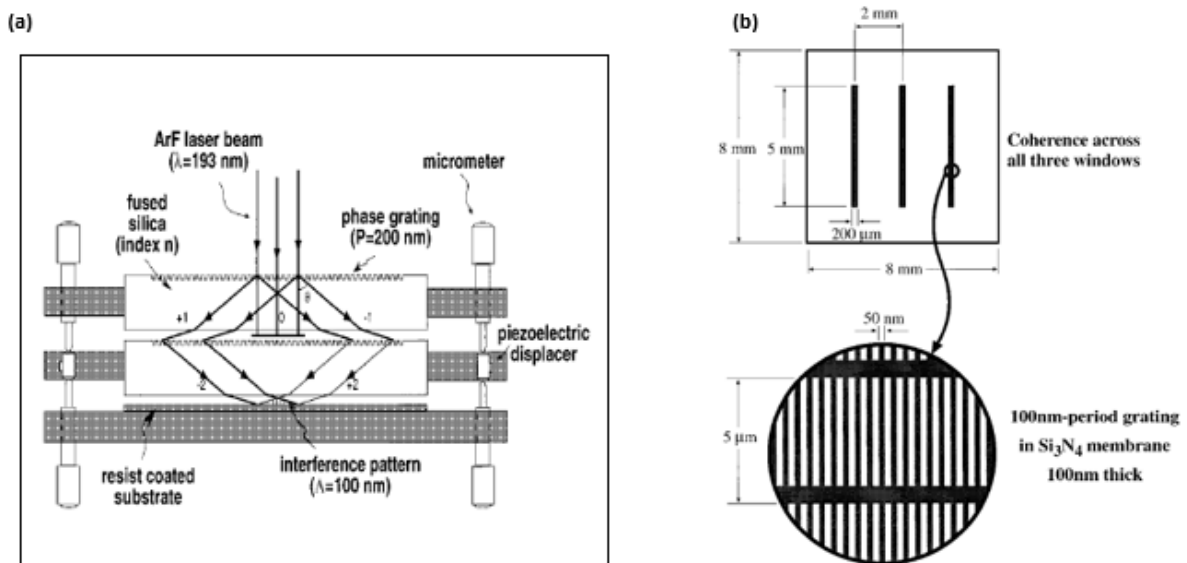 (a)
ArF laser beam
(λ=193 nm)
micrometer
fused
silica
(index n)
phase grating
(P=200 nm)
θ
+1
0
-1
piezoelectric
displacer
-2
+2
resist coated
substrate
interference pattern
(Λ=100 nm)
(b)
2 mm
8 mm
5 mm
Coherence across
all three windows
200 µm
8 mm
50 nm
5 µm
100nm-period grating
in Si3N4 membrane
100nm thick